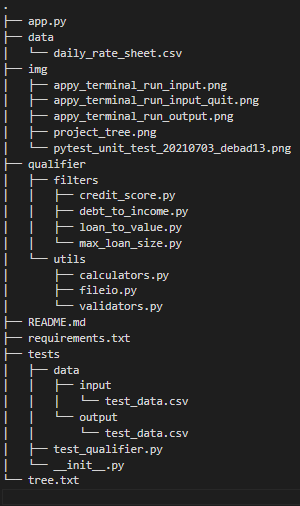 .
├── app.py
├── data
│   └── daily_rate_sheet.csv
├── img
│   ├── appy_terminal_run_input.png
│   ├── appy_terminal_run_input_quit.png
│   ├── appy_terminal_run_output.png
│   ├── project_tree.png
│   └── pytest_unit_test_20210703_debad13.png
├── qualifier
│   ├── filters
│   │   ├── credit_score.py
│   │   ├── debt_to_income.py
│   │   ├── loan_to_value.py
│   │   └── max_loan_size.py
│   └── utils
│       ├── calculators.py
│       ├── fileio.py
│       └── validators.py
├── README.md
├── requirements.txt
├── tests
│   ├── data
│   │   ├── input
│   │   │   └── test_data.csv
│   │   └── output
│   │       └── test_data.csv
│   ├── test_qualifier.py
│   └── __init__.py
└── tree.txt